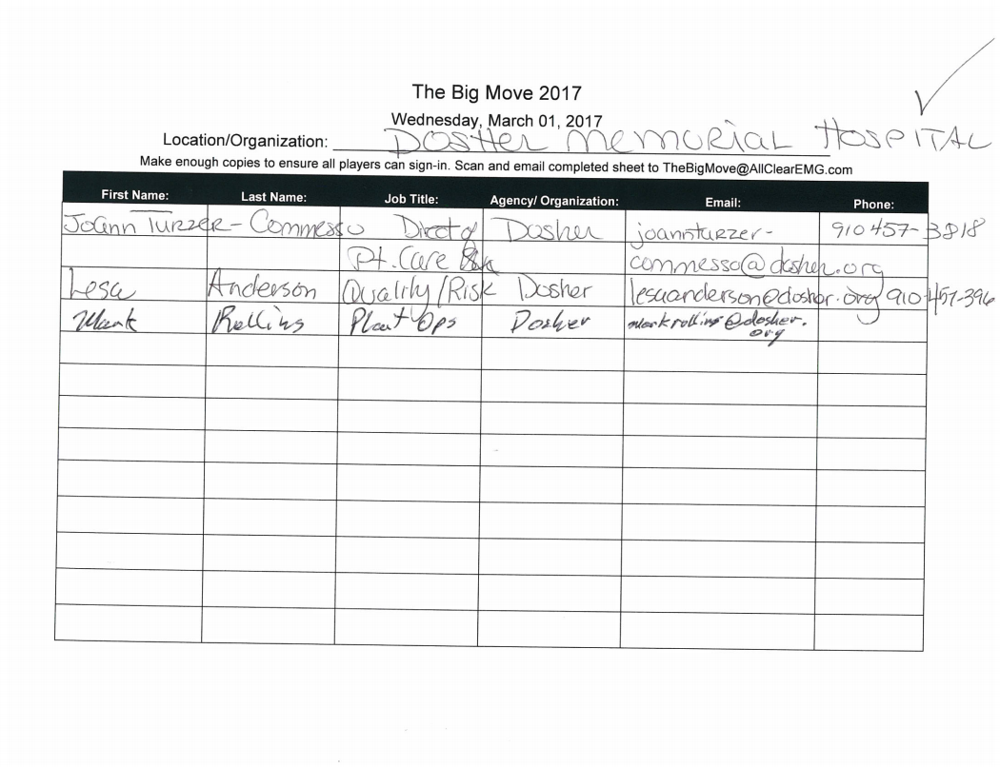 The Big Move 2017
Wednesday, March 01, 2017
Location/Organization: Dosher Memorial Hospital
Make enough copies to ensure all players can sign-in. Scan and email completed sheet to TheBigMove@AllClearEMG.com
First Name: Last Name: Job Title: Agency/ Organization: Email: Phone:
JoAnn Turzer-Commesso Direct of Dosher joannturzer- 910 457-3818
Pt. Care commesso@dosher.org
Lesa Anderson Quality/Risk Dosher lesaanderson@dosher.org 910-457-396
Mark Rollins Plant Ops Dosher markrollins@dosher.
org